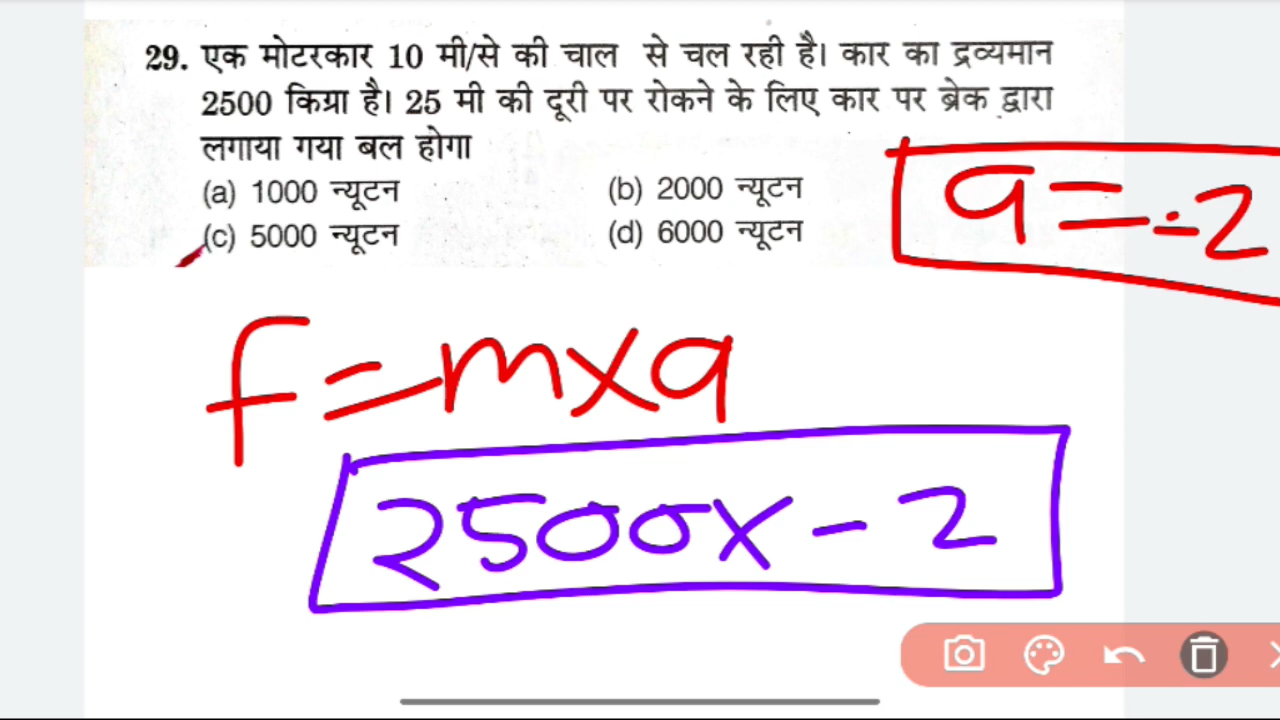 29. एक मोटरकार 10 मी/से की चाल से चल रही है। कार का द्रव्यमान
2500 किग्रा है। 25 मी की दूरी पर रोकने के लिए कार पर ब्रेक द्वारा
लगाया गया बल होगा
(a) 1000 न्यूटन (b) 2000 न्यूटन
(c) 5000 न्यूटन (d) 6000 न्यूटन
a = -2
f = m x a
2500 x - 2